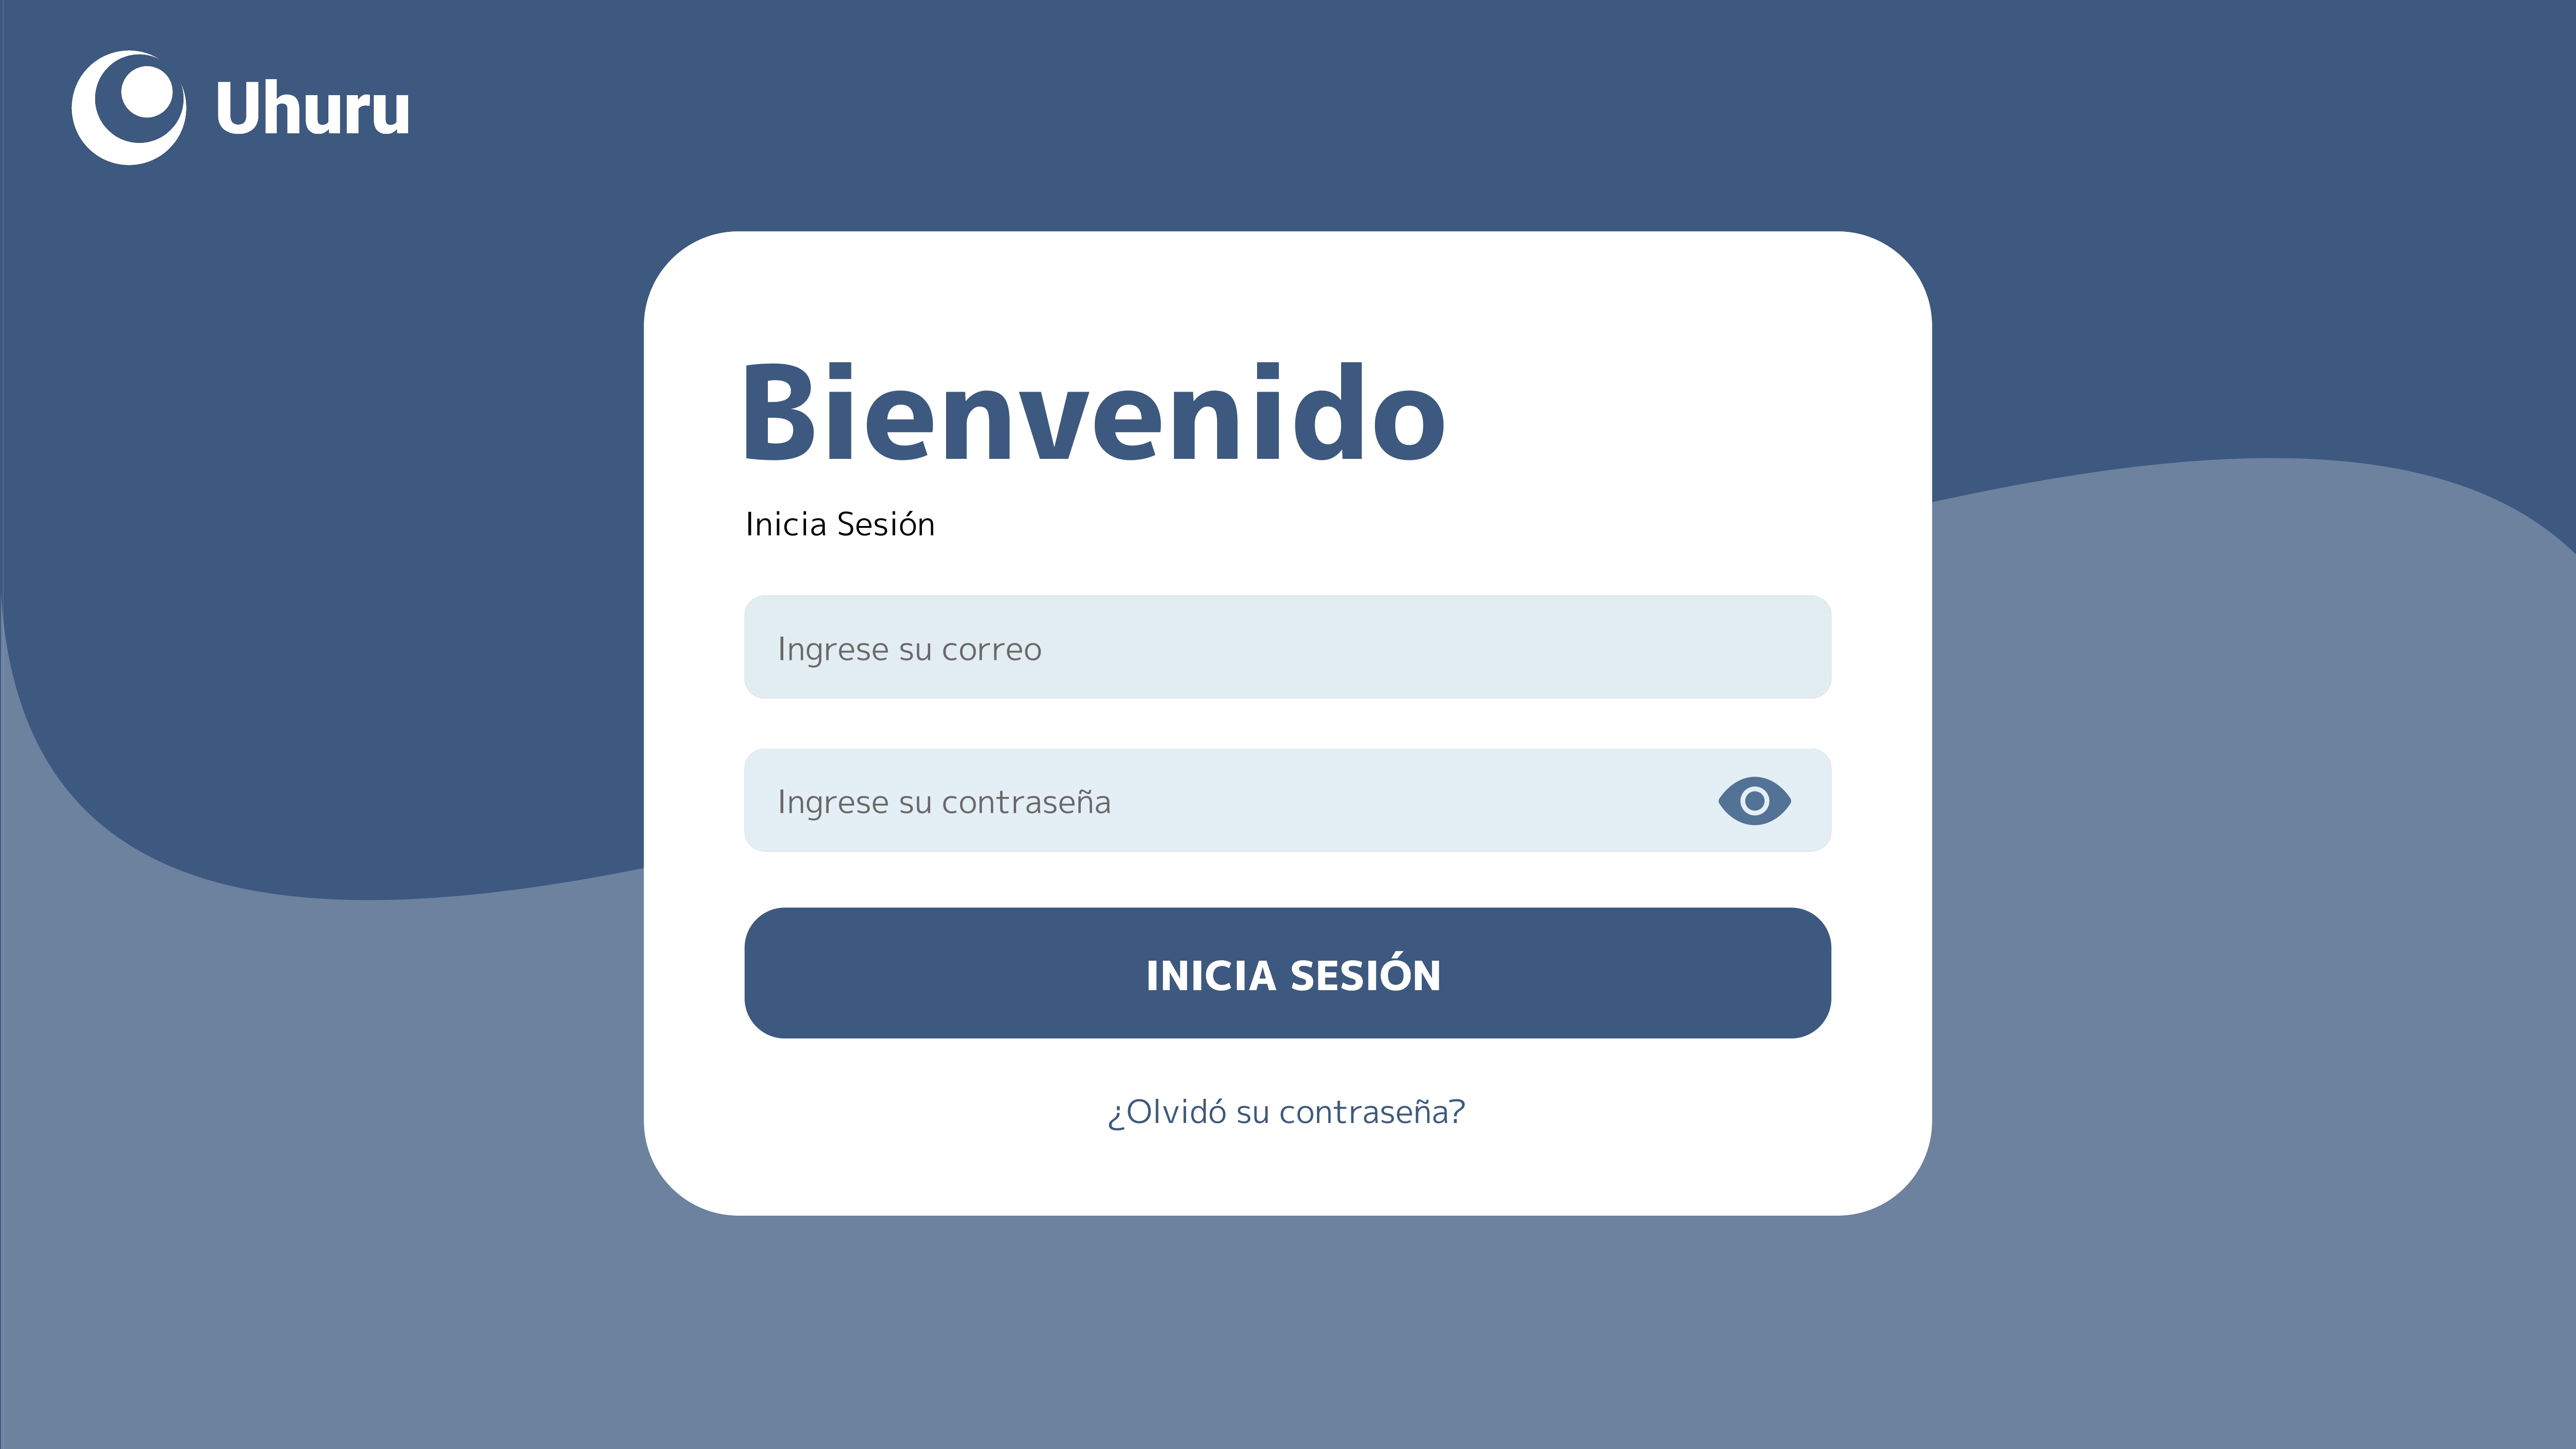 Uhuru
Bienvenido
Inicia Sesión
Ingrese su correo
Ingrese su contraseña
INICIA SESIÓN
¿Olvidó su contraseña?